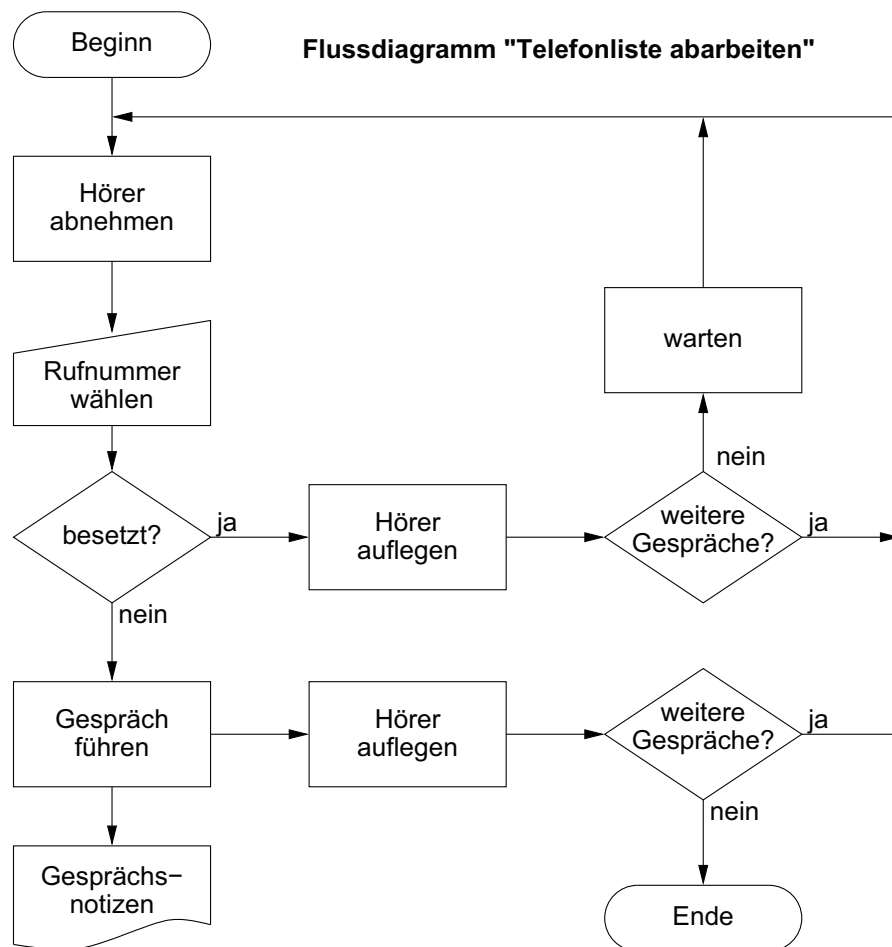 Beginn
Flussdiagramm "Telefonliste abarbeiten"
Hörer
abnehmen
warten
Rufnummer
wählen
nein
besetzt?
ja
Hörer
auflegen
weitere
Gespräche?
ja
nein
Gespräch
führen
Hörer
auflegen
weitere
Gespräche?
ja
nein
Gesprächs−
notizen
Ende